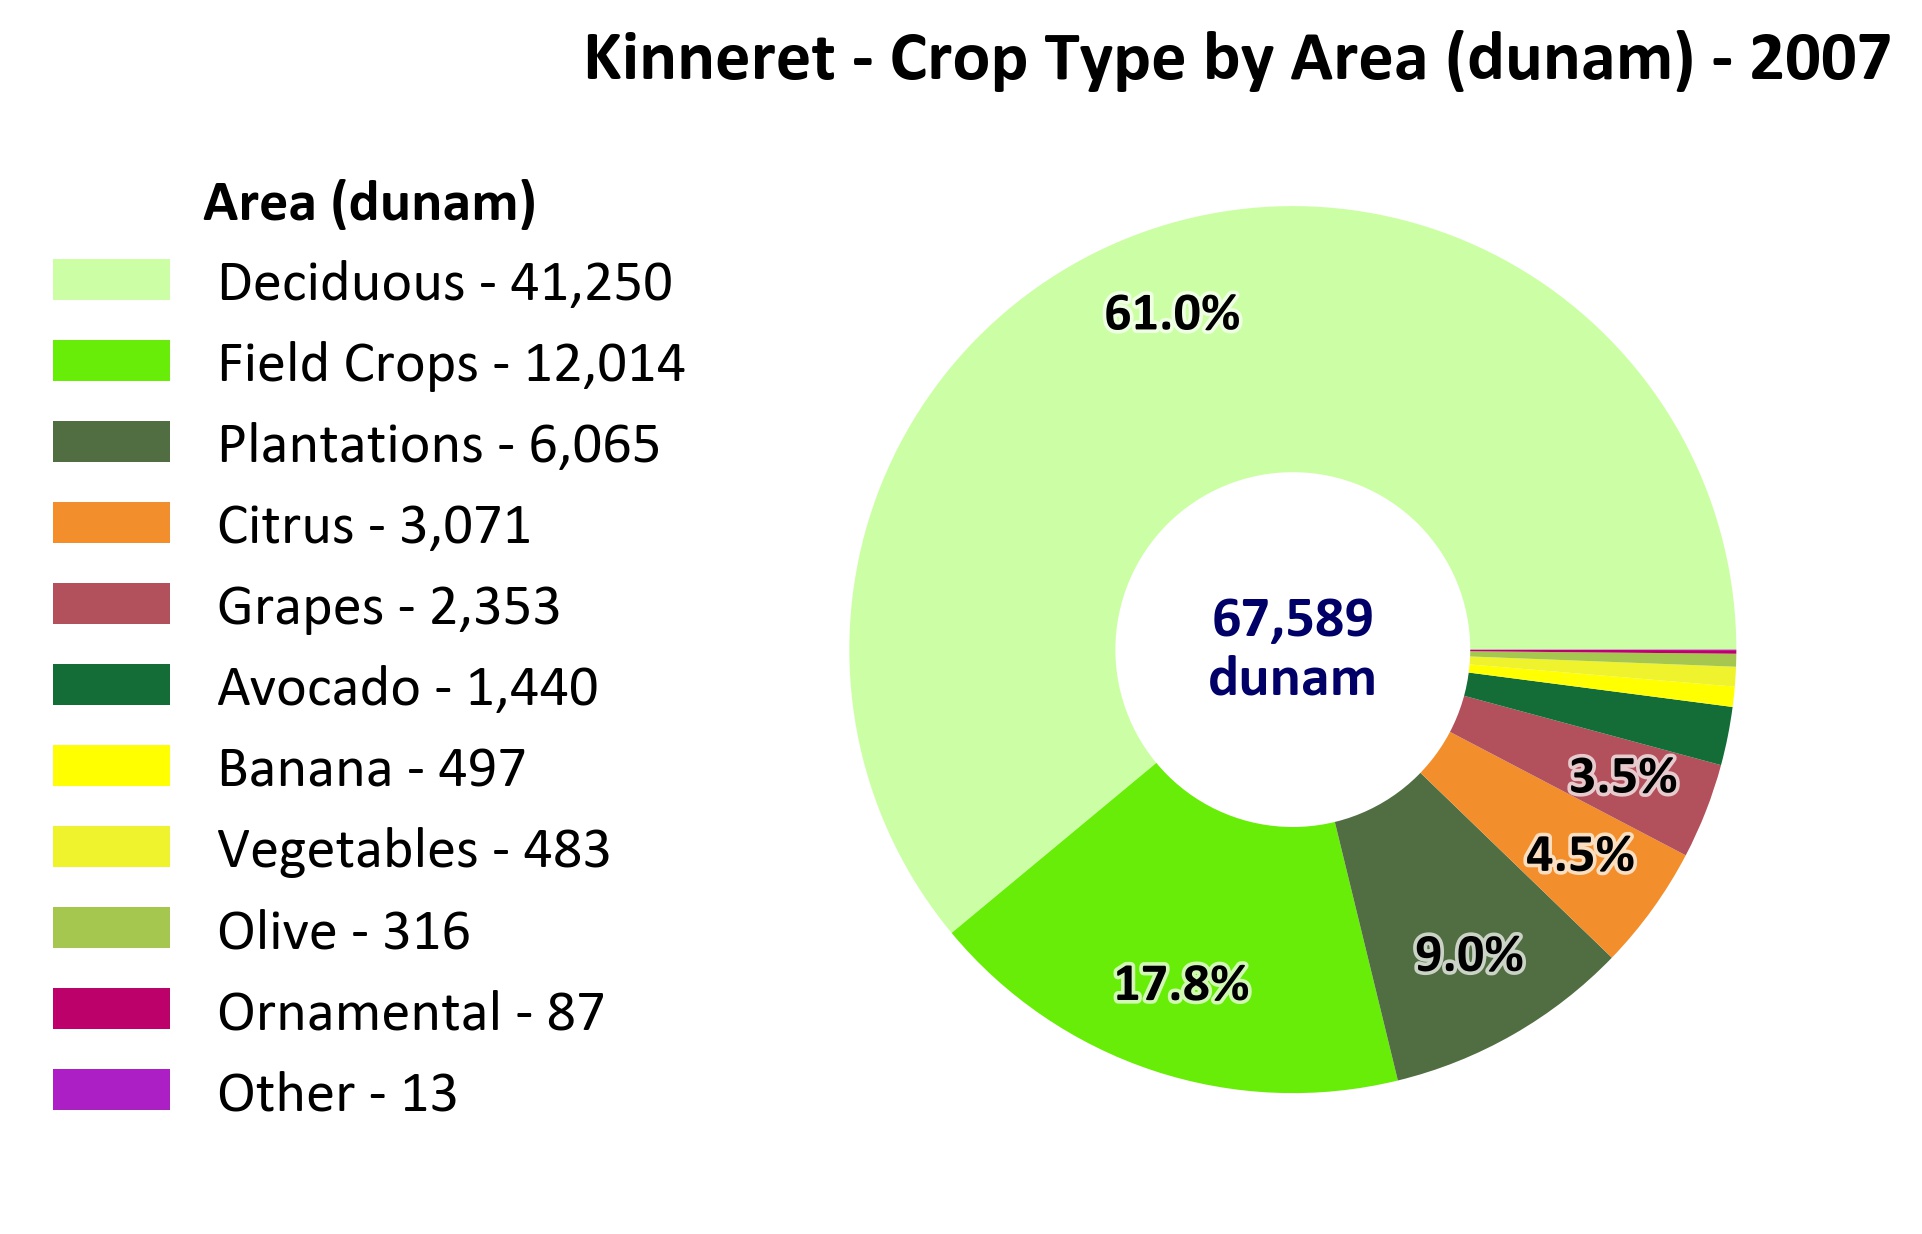 Kinneret - Crop Type by Area (dunam) - 2007
Area (dunam)
Deciduous - 41,250
Field Crops - 12,014
Plantations - 6,065
Citrus - 3,071
Grapes - 2,353
Avocado - 1,440
Banana - 497
Vegetables - 483
Olive - 316
Ornamental - 87
Other - 13
61.0%
67,589
dunam
3.5%
4.5%
9.0%
17.8%